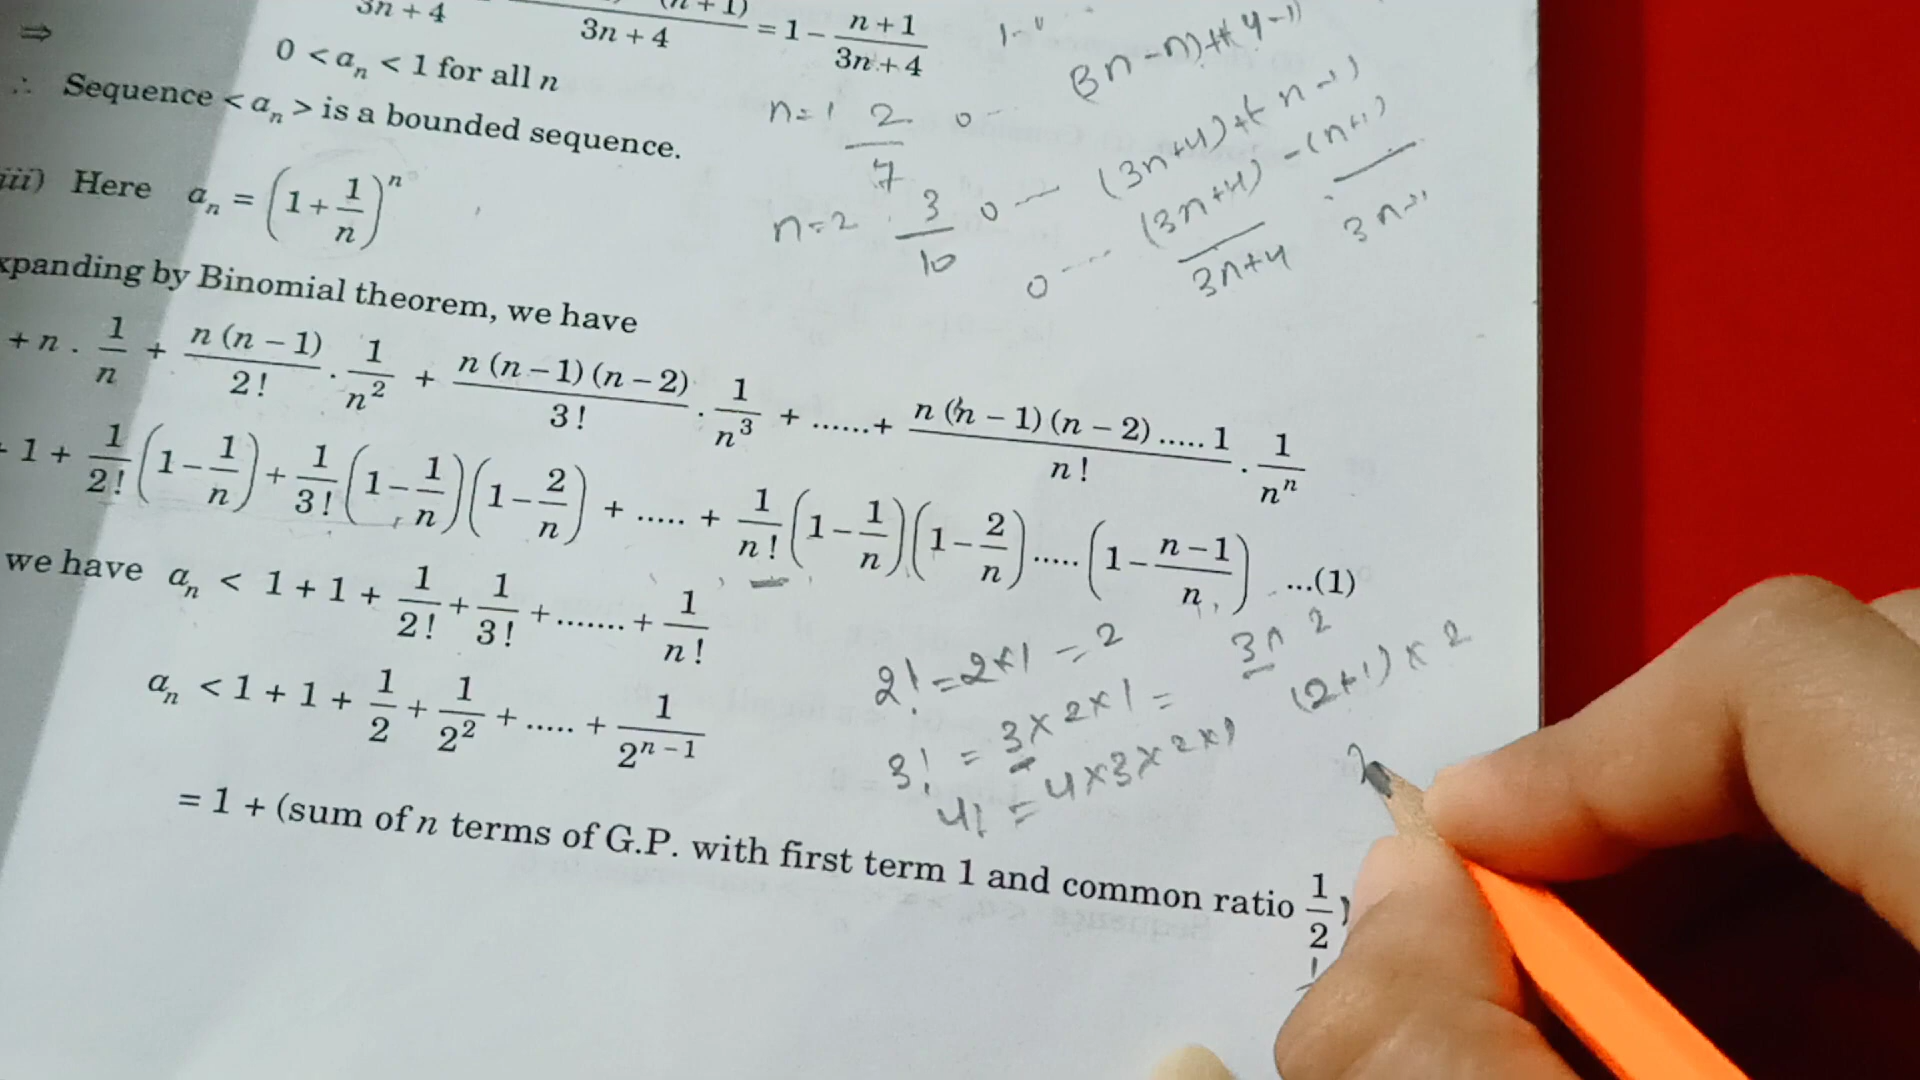 ⇒ 3n + 4 (n + 1) / 3n + 4 = 1 – (n + 1) / (3n + 4)
0 < aₙ < 1 for all n
∴ Sequence < aₙ > is a bounded sequence.
iii) Here aₙ = (1 + 1/n)ⁿ
xpanding by Binomial theorem, we have
+ n . 1/n + n (n – 1)/2 ! . 1/n² + n (n – 1) (n – 2)/3 ! . 1/n³ + ......+ n (n – 1) (n – 2) ..... 1/n ! . 1/nⁿ
1 + 1/2 ! (1 – 1/n) + 1/3 ! (1 – 1/n) (1 – 2/n) + ..... + 1/n ! (1 – 1/n) (1 – 2/n) ..... (1 – (n – 1)/n) ...(1)
we have aₙ < 1 + 1 + 1/2 ! + 1/3 ! + ....... + 1/n !
aₙ < 1 + 1 + 1/2 + 1/2² + ..... + 1/2ⁿ ⁻ ¹
= 1 + (sum of n terms of G.P. with first term 1 and common ratio 1/2)
n=1 2/7 0
n=2 3/10 0
(3n+4) - (n+1)
3n+4
2! = 2×1 = 2
3! = 3×2×1 =
4! = 4×3×2×1
(2+1)×2